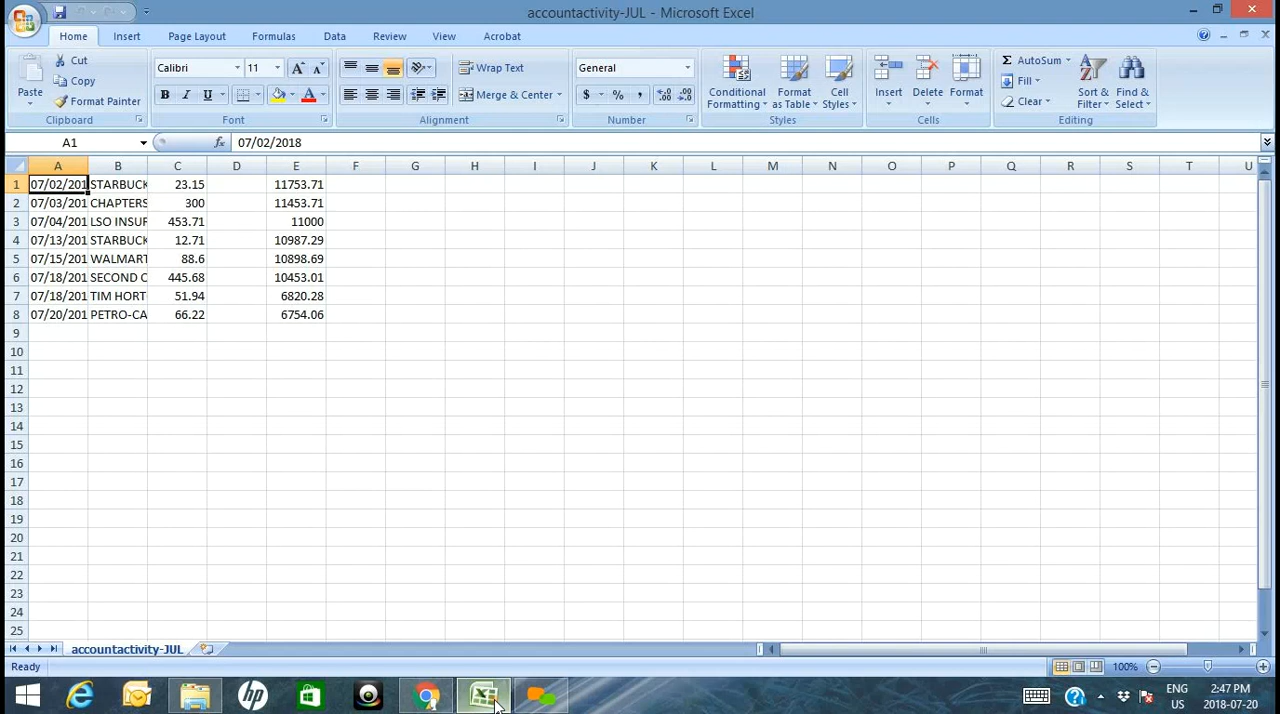 accountactivity-JUL - Microsoft Excel
Home Insert Page Layout Formulas Data Review View Acrobat
Paste Cut Copy Format Painter Clipboard
Calibri 11 B I U Font
Wrap Text Merge & Center Alignment
General $ % , Number
Conditional Formatting Format as Table Cell Styles Styles
Insert Delete Format Cells
Σ AutoSum Fill Clear Sort & Filter Find & Select Editing
A1 fx 07/02/2018
A B C D E F G H I J K L M N O P Q R S T U
1 07/02/201 STARBUCK 23.15 11753.71
2 07/03/201 CHAPTERS 300 11453.71
3 07/04/201 LSO INSUR 453.71 11000
4 07/13/201 STARBUCK 12.71 10987.29
5 07/15/201 WALMART 88.6 10898.69
6 07/18/201 SECOND C 445.68 10453.01
7 07/18/201 TIM HORT 51.94 6820.28
8 07/20/201 PETRO-CA 66.22 6754.06
9
10
11
12
13
14
15
16
17
18
19
20
21
22
23
24
25
accountactivity-JUL
Ready 100%
hp ENG 2:47 PM
US 2018-07-20